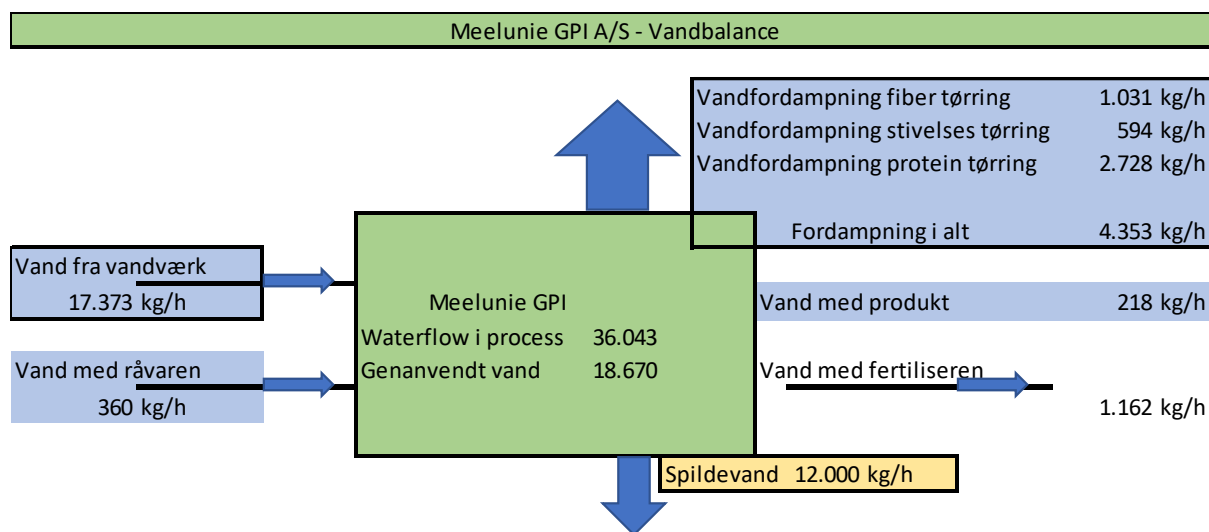 Meelunie GPI A/S - Vandbalance
Vandfordampning fiber tørring 1.031 kg/h
Vandfordampning stivelses tørring 594 kg/h
Vandfordampning protein tørring 2.728 kg/h
Fordampning i alt 4.353 kg/h
Vand fra vandværk
17.373 kg/h
Meelunie GPI
Waterflow i process 36.043
Genanvendt vand 18.670
Vand med produkt 218 kg/h
Vand med råvaren
360 kg/h
Vand med fertiliseren
1.162 kg/h
Spildevand 12.000 kg/h